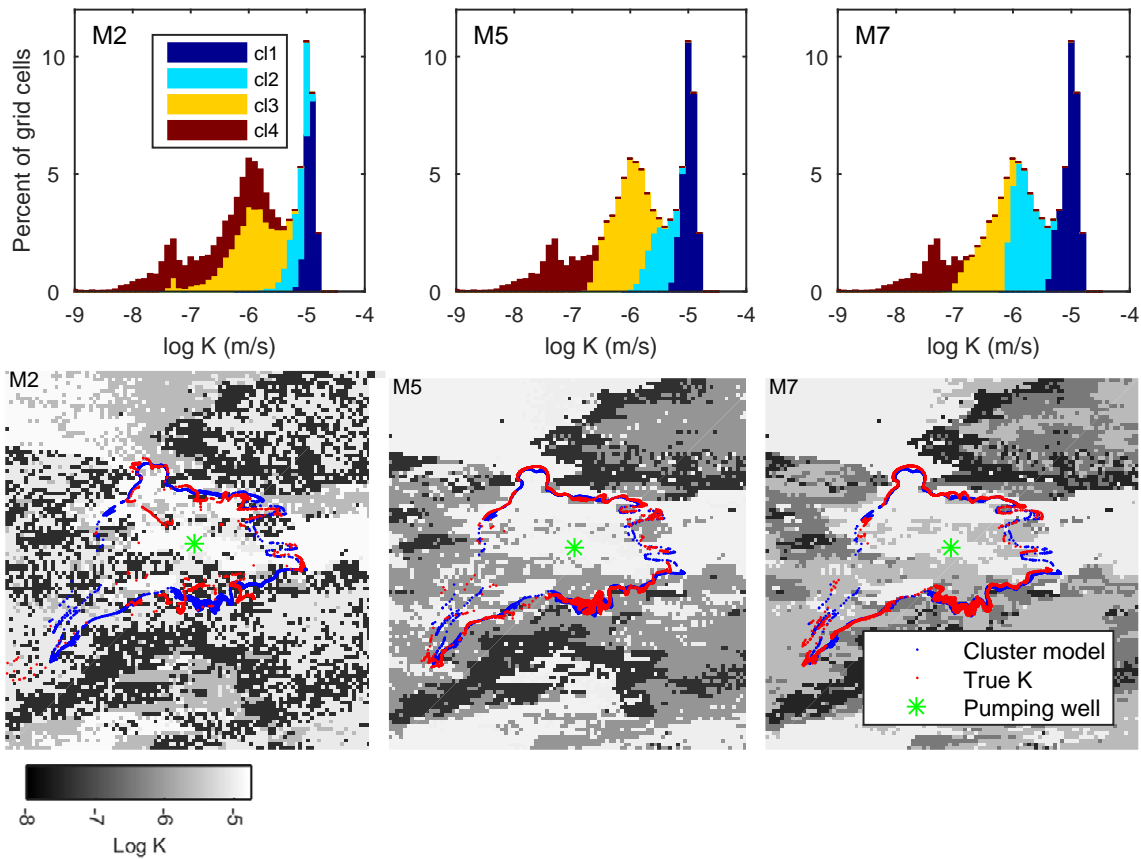 M2
M5
M7
cl1
cl2
cl3
cl4
Percent of grid cells
10
5
0
10
5
0
10
5
0
-9 -8 -7 -6 -5 -4
-9 -8 -7 -6 -5 -4
-9 -8 -7 -6 -5 -4
log K (m/s)
log K (m/s)
log K (m/s)
M2
M5
M7
Cluster model
True K
Pumping well
-8 -7 -6 -5
Log K